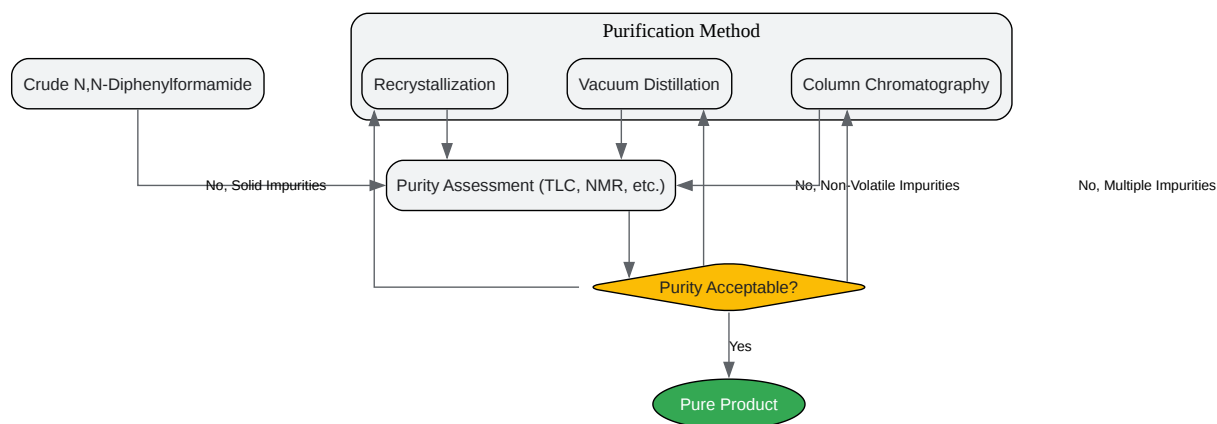 Purification Method
Crude N,N-Diphenylformamide
Recrystallization
Vacuum Distillation
Column Chromatography
No, Solid Impurities
Purity Assessment (TLC, NMR, etc.)
No, Non-Volatile Impurities
No, Multiple Impurities
Purity Acceptable?
Yes
Pure Product